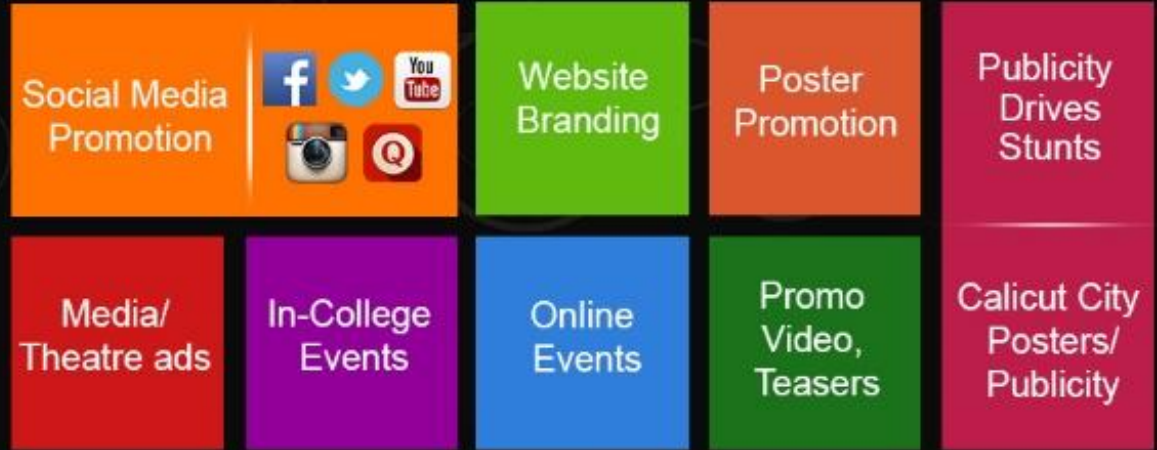 Social Media
Promotion
f
You
Tube
Q
Website
Branding
Poster
Promotion
Publicity
Drives
Stunts
Media/
Theatre ads
In-College
Events
Online
Events
Promo
Video,
Teasers
Calicut City
Posters/
Publicity